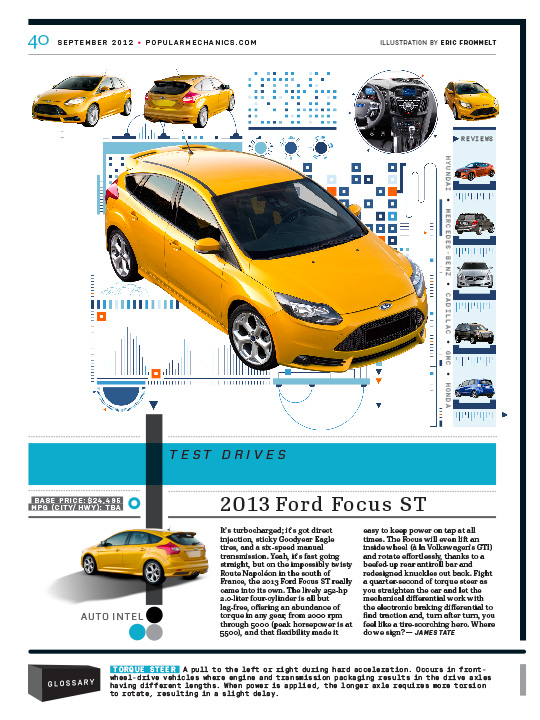 40 SEPTEMBER 2012 • POPULARMECHANICS.COM
ILLUSTRATION BY ERIC FROMMELT
REVIEWS
HYUNDAI • MERCEDES-BENZ • CADILLAC • GMC • HONDA
TEST DRIVES
BASE PRICE: $24,495
MPG (CITY/HWY): TBA
2013 Ford Focus ST
It's turbocharged; it's got direct
injection, sticky Goodyear Eagle
tires, and a six-speed manual
transmission. Yeah, it's fast going
straight, but on the impossibly twisty
Route Napoléon in the south of
France, the 2013 Ford Focus ST really
came into its own. The lively 252-hp
2.0-liter four-cylinder is all but
lag-free, offering an abundance of
torque in any gear, from 2000 rpm
through 5000 (peak horsepower is at
5500), and that flexibility made it
easy to keep power on tap at all
times. The Focus will even lift an
inside wheel (à la Volkswagen's GTI)
and rotate effortlessly, thanks to a
beefed-up rear antiroll bar and
redesigned knuckles out back. Fight
a quarter-second of torque steer as
you straighten the car and let the
mechanical differential work with
the electronic braking differential to
find traction and, turn after turn, you
feel like a tire-scorching hero. Where
do we sign? — JAMES TATE
AUTO INTEL
GLOSSARY
TORQUE STEER A pull to the left or right during hard acceleration. Occurs in front-
wheel-drive vehicles where engine and transmission packaging results in the drive axles
having different lengths. When power is applied, the longer axle requires more torsion
to rotate, resulting in a slight delay.